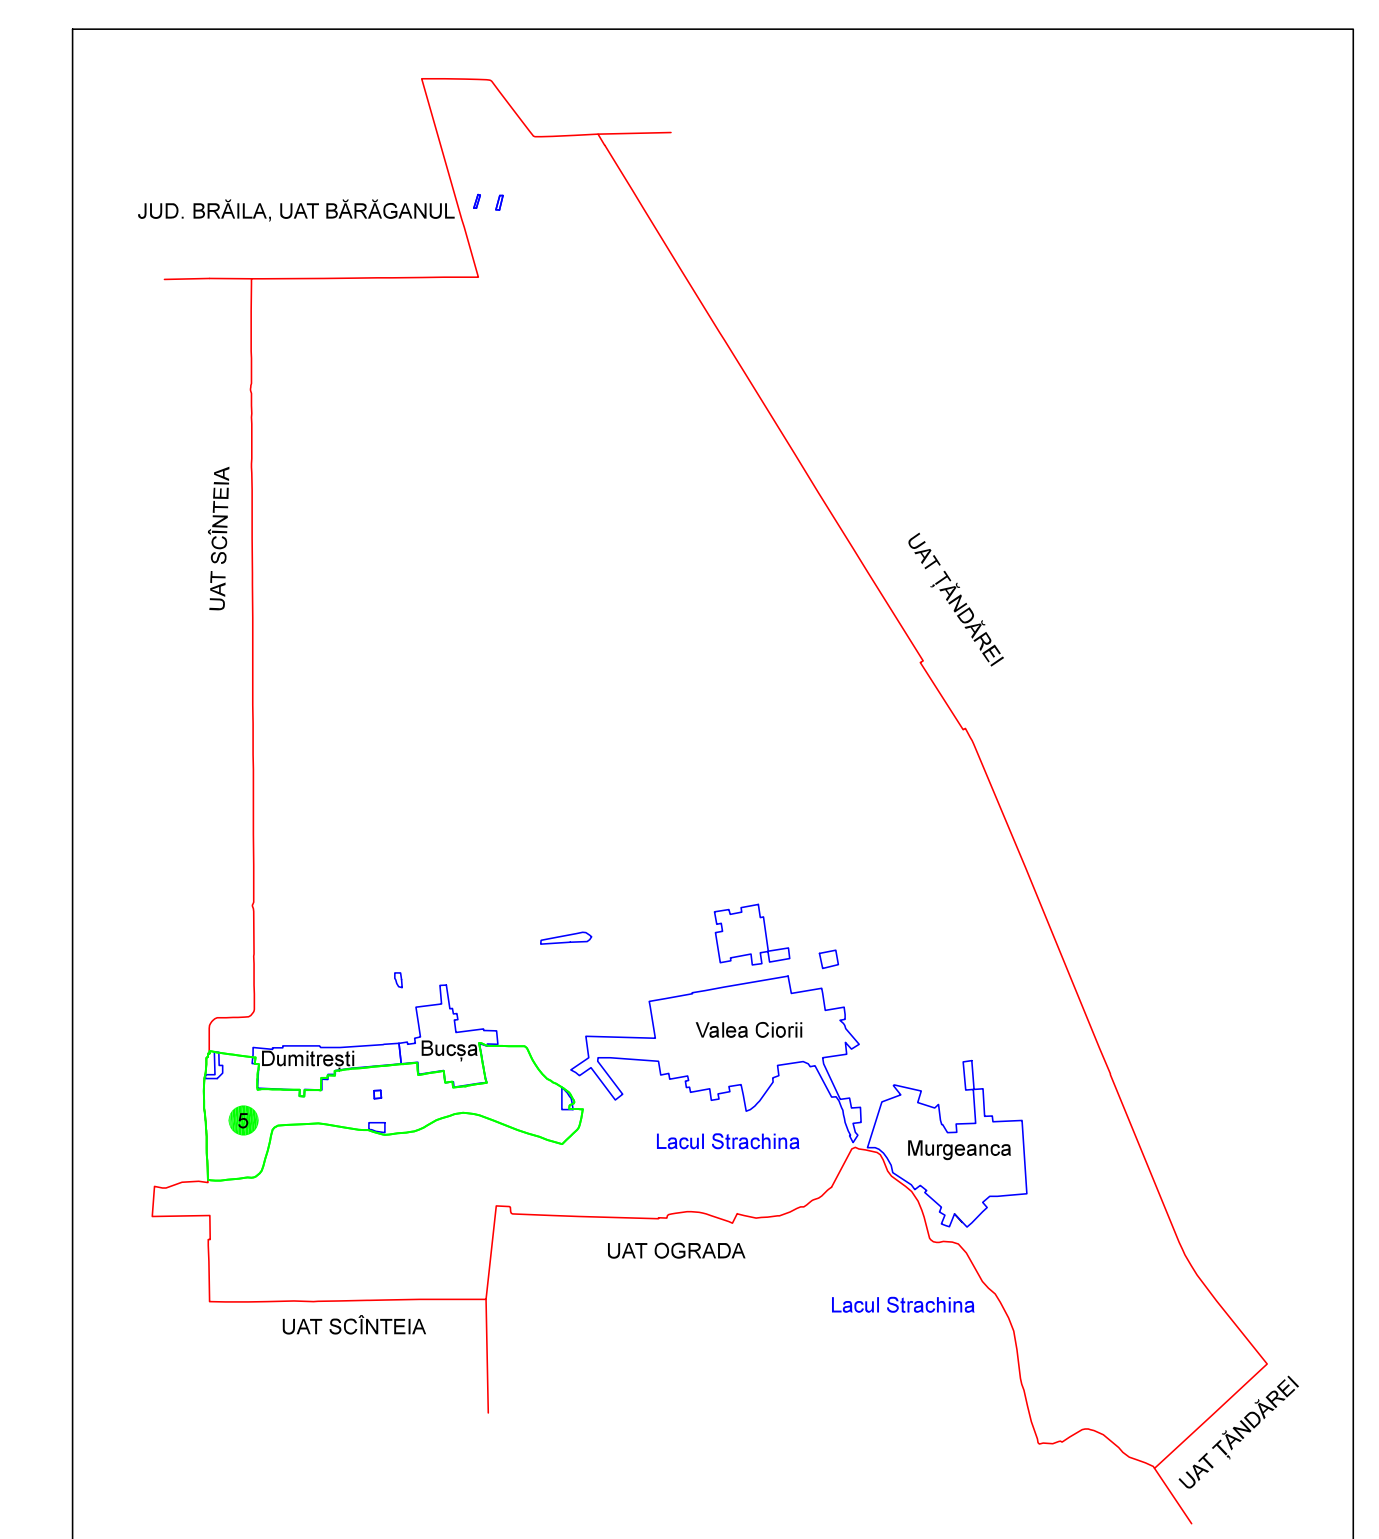 JUD. BRĂILA, UAT BĂRĂGANUL
UAT SCÎNTEIA
UAT ȚĂNDĂREI
Valea Ciorii
Bucșa
Dumitrești
5
Lacul Strachina
Murgeanca
UAT OGRADA
Lacul Strachina
UAT SCÎNTEIA
UAT ȚĂNDĂREI